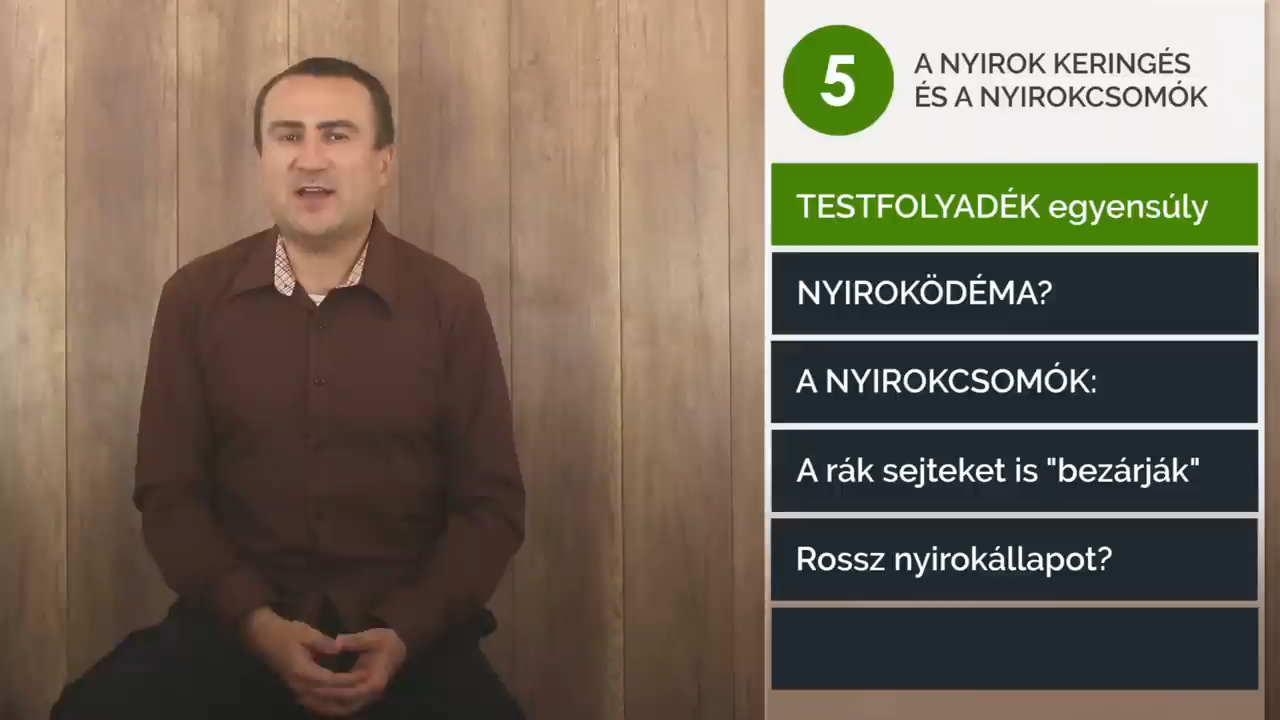 5
A NYIROK KERINGÉS
ÉS A NYIROKCSOMÓK
TESTFOLYADÉK egyensúly
NYIROKÖDÉMA?
A NYIROKCSOMÓK:
A rák sejteket is "bezárják"
Rossz nyirokállapot?